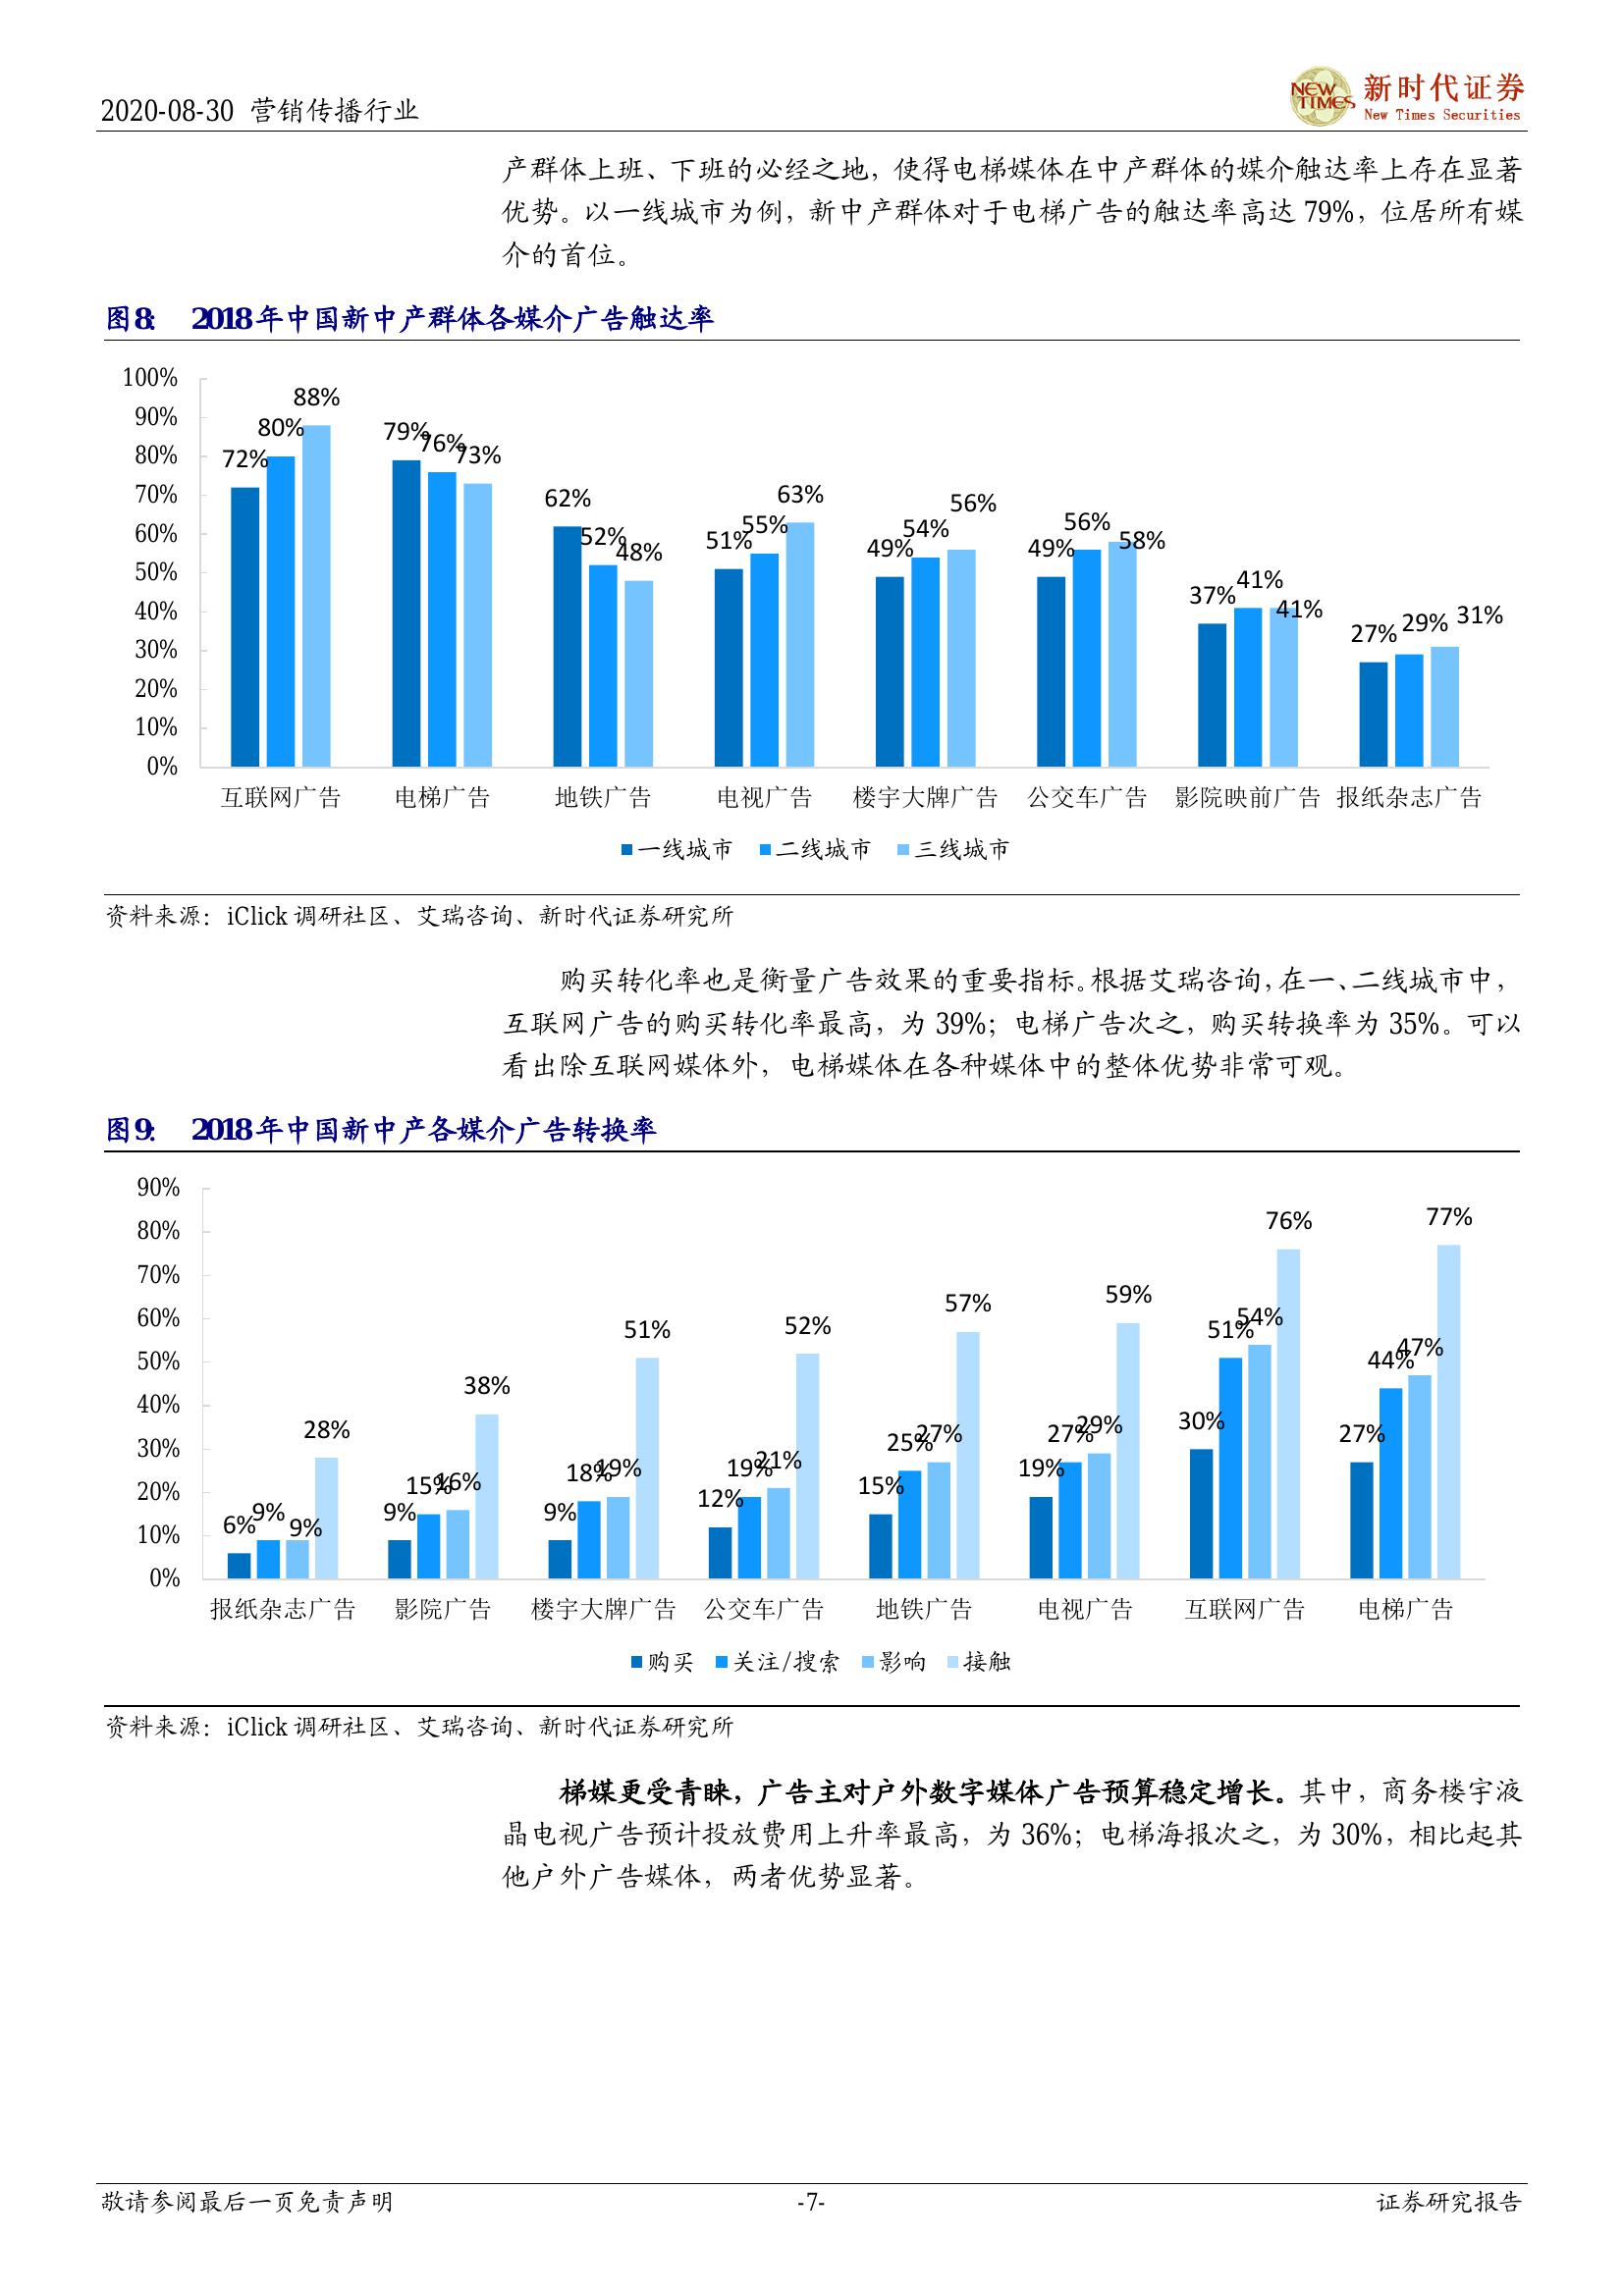 2020-08-30 营销传播行业
NEW TIMES
新时代证券
New Times Securities
产群体上班、下班的必经之地，使得电梯媒体在中产群体的媒介触达率上存在显著
优势。以一线城市为例，新中产群体对于电梯广告的触达率高达 79%，位居所有媒
介的首位。
图8： 2018年中国新中产群体各媒介广告触达率
100%
90%
80%
70%
60%
50%
40%
30%
20%
10%
0%
72% 80% 88%
79% 76% 73%
62% 52% 48%
51% 55% 63%
49% 54% 56%
49% 56% 58%
37% 41% 41%
27% 29% 31%
互联网广告 电梯广告 地铁广告 电视广告 楼宇大牌广告 公交车广告 影院映前广告 报纸杂志广告
一线城市 二线城市 三线城市
资料来源：iClick 调研社区、艾瑞咨询、新时代证券研究所
购买转化率也是衡量广告效果的重要指标。根据艾瑞咨询，在一、二线城市中，
互联网广告的购买转化率最高，为 39%；电梯广告次之，购买转换率为 35%。可以
看出除互联网媒体外，电梯媒体在各种媒体中的整体优势非常可观。
图9： 2018年中国新中产各媒介广告转换率
90%
80%
70%
60%
50%
40%
30%
20%
10%
0%
6% 9% 9% 28%
9% 15% 16% 38%
9% 18% 19% 51%
12% 19% 21% 52%
15% 25% 27% 57%
19% 27% 29% 59%
30% 51% 54% 76%
27% 44% 47% 77%
报纸杂志广告 影院广告 楼宇大牌广告 公交车广告 地铁广告 电视广告 互联网广告 电梯广告
购买 关注/搜索 影响 接触
资料来源：iClick 调研社区、艾瑞咨询、新时代证券研究所
梯媒更受青睐，广告主对户外数字媒体广告预算稳定增长。其中，商务楼宇液
晶电视广告预计投放费用上升率最高，为 36%；电梯海报次之，为 30%，相比起其
他户外广告媒体，两者优势显著。
敬请参阅最后一页免责声明
-7-
证券研究报告